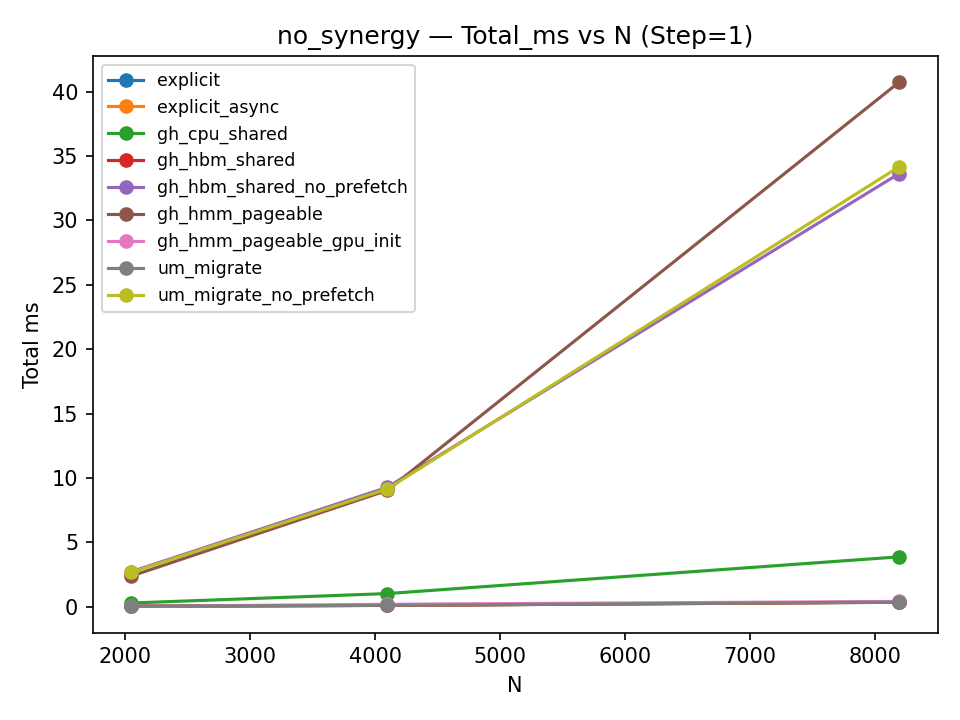 no_synergy — Total_ms vs N (Step=1)
explicit
explicit_async
gh_cpu_shared
gh_hbm_shared
gh_hbm_shared_no_prefetch
gh_hmm_pageable
gh_hmm_pageable_gpu_init
um_migrate
um_migrate_no_prefetch
40
35
30
25
20
15
10
5
0
Total ms
2000 3000 4000 5000 6000 7000 8000
N